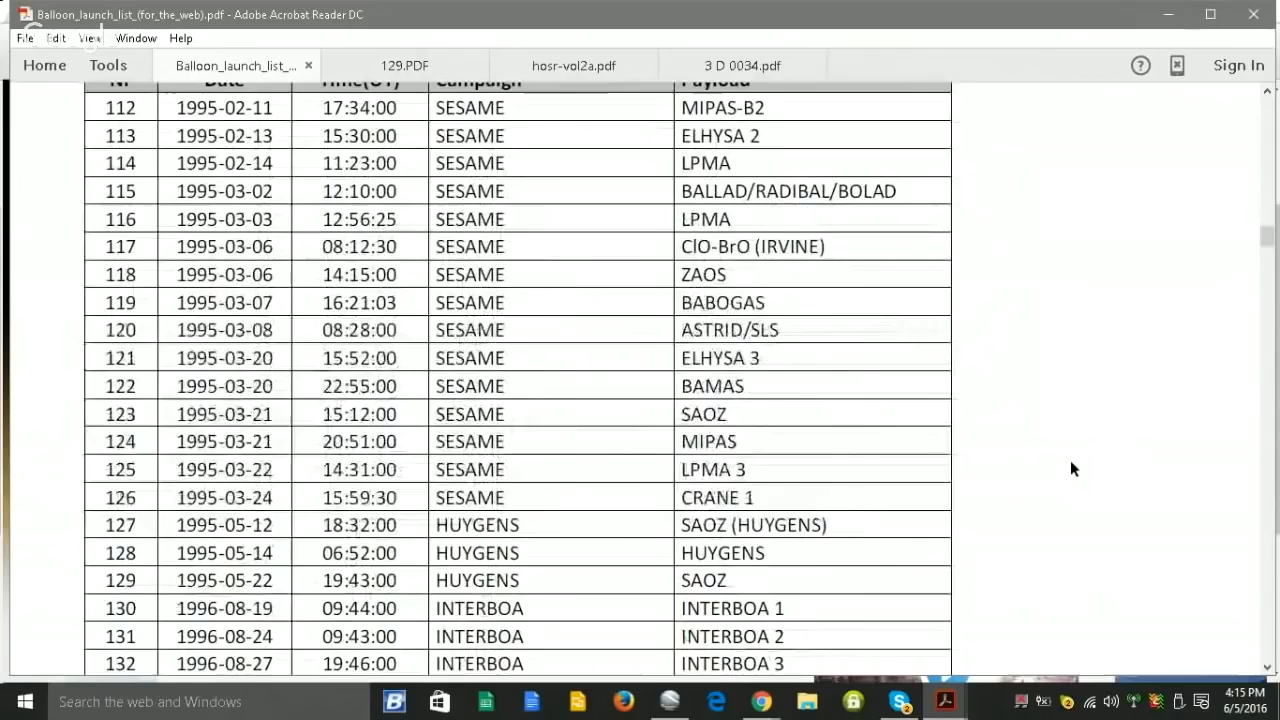 Balloon_launch_list_(for_the_web).pdf - Adobe Acrobat Reader DC
Google
File Edit View Window Help
Home Tools Balloon_launch_list_... × 129.PDF hosr-vol2a.pdf 3 D 0034.pdf Sign In
Nr Date Time(UT) Campaign Payload
112 1995-02-11 17:34:00 SESAME MIPAS-B2
113 1995-02-13 15:30:00 SESAME ELHYSA 2
114 1995-02-14 11:23:00 SESAME LPMA
115 1995-03-02 12:10:00 SESAME BALLAD/RADIBAL/BOLAD
116 1995-03-03 12:56:25 SESAME LPMA
117 1995-03-06 08:12:30 SESAME ClO-BrO (IRVINE)
118 1995-03-06 14:15:00 SESAME ZAOS
119 1995-03-07 16:21:03 SESAME BABOGAS
120 1995-03-08 08:28:00 SESAME ASTRID/SLS
121 1995-03-20 15:52:00 SESAME ELHYSA 3
122 1995-03-20 22:55:00 SESAME BAMAS
123 1995-03-21 15:12:00 SESAME SAOZ
124 1995-03-21 20:51:00 SESAME MIPAS
125 1995-03-22 14:31:00 SESAME LPMA 3
126 1995-03-24 15:59:30 SESAME CRANE 1
127 1995-05-12 18:32:00 HUYGENS SAOZ (HUYGENS)
128 1995-05-14 06:52:00 HUYGENS HUYGENS
129 1995-05-22 19:43:00 HUYGENS SAOZ
130 1996-08-19 09:44:00 INTERBOA INTERBOA 1
131 1996-08-24 09:43:00 INTERBOA INTERBOA 2
132 1996-08-27 19:46:00 INTERBOA INTERBOA 3
Search the web and Windows
4:15 PM
6/5/2016